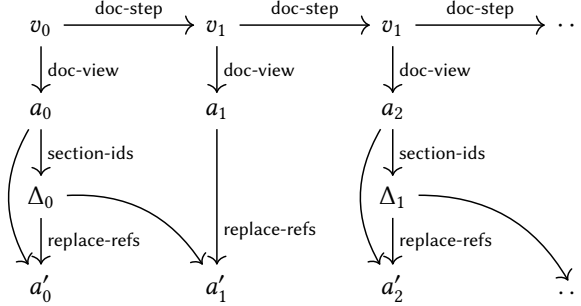 doc-step doc-step doc-step
v₀ v₁ v₁ ··
doc-view doc-view doc-view
a₀ a₁ a₂
section-ids section-ids
Δ₀ Δ₁
replace-refs replace-refs replace-refs
a′₀ a′₁ a′₂ ··